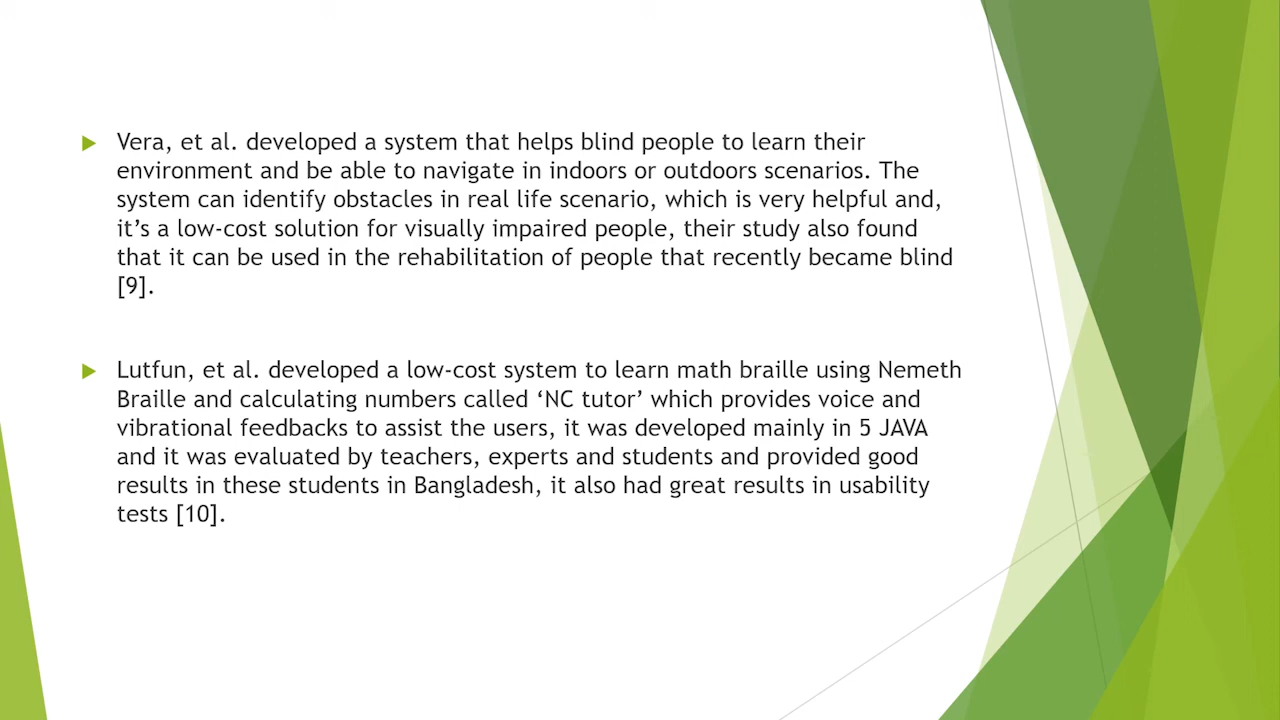 Vera, et al. developed a system that helps blind people to learn their
environment and be able to navigate in indoors or outdoors scenarios. The
system can identify obstacles in real life scenario, which is very helpful and,
it’s a low-cost solution for visually impaired people, their study also found
that it can be used in the rehabilitation of people that recently became blind
[9].
Lutfun, et al. developed a low-cost system to learn math braille using Nemeth
Braille and calculating numbers called ‘NC tutor’ which provides voice and
vibrational feedbacks to assist the users, it was developed mainly in 5 JAVA
and it was evaluated by teachers, experts and students and provided good
results in these students in Bangladesh, it also had great results in usability
tests [10].